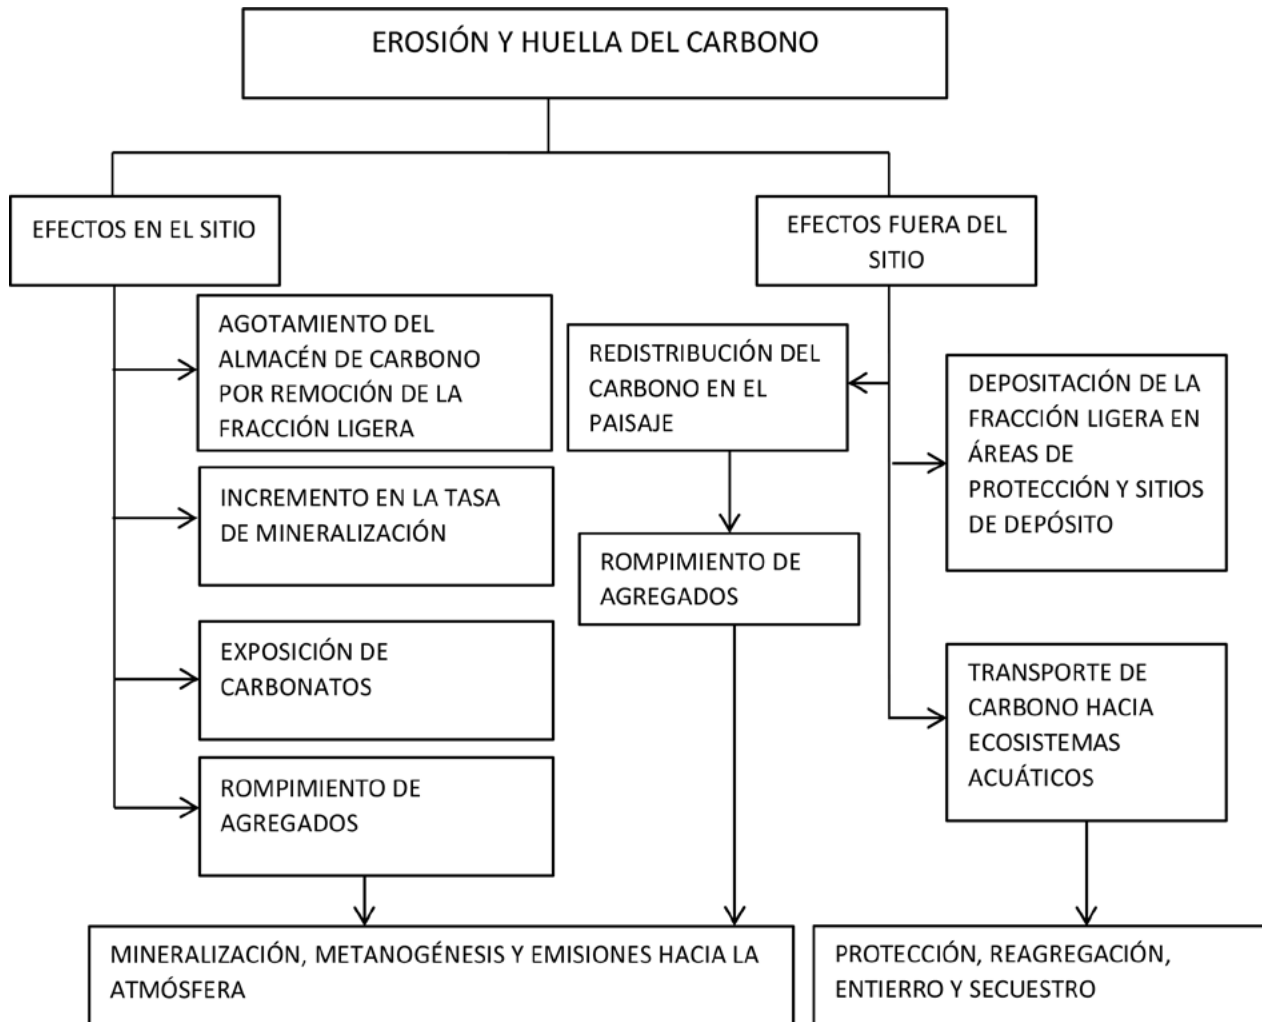 EROSIÓN Y HUELLA DEL CARBONO
EFECTOS EN EL SITIO
EFECTOS FUERA DEL
SITIO
AGOTAMIENTO DEL
ALMACÉN DE CARBONO
POR REMOCIÓN DE LA
FRACCIÓN LIGERA
INCREMENTO EN LA TASA
DE MINERALIZACIÓN
EXPOSICIÓN DE
CARBONATOS
ROMPIMIENTO DE
AGREGADOS
REDISTRIBUCIÓN DEL
CARBONO EN EL
PAISAJE
ROMPIMIENTO DE
AGREGADOS
DEPOSITACIÓN DE LA
FRACCIÓN LIGERA EN
ÁREAS DE
PROTECCIÓN Y SITIOS
DE DEPÓSITO
TRANSPORTE DE
CARBONO HACIA
ECOSISTEMAS
ACUÁTICOS
MINERALIZACIÓN, METANOGÉNESIS Y EMISIONES HACIA LA
ATMÓSFERA
PROTECCIÓN, REAGREGACIÓN,
ENTIERRO Y SECUESTRO